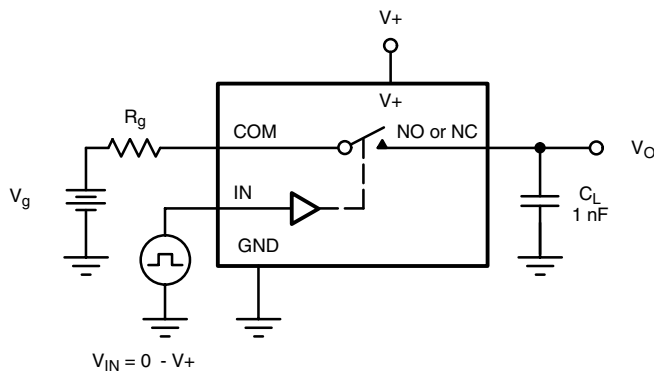 V+
V+
Rg
COM
NO or NC
VO
Vg
IN
CL
1 nF
GND
VIN = 0 - V+